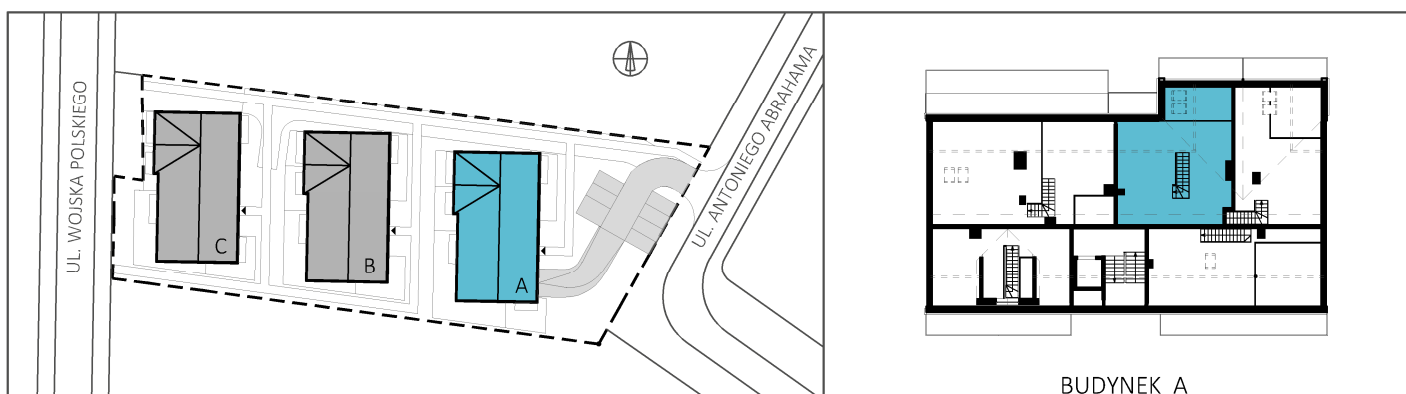 UL. WOJSKA POLSKIEGO
C
B
A
UL. ANTONIEGO ABRAHAMA
BUDYNEK A